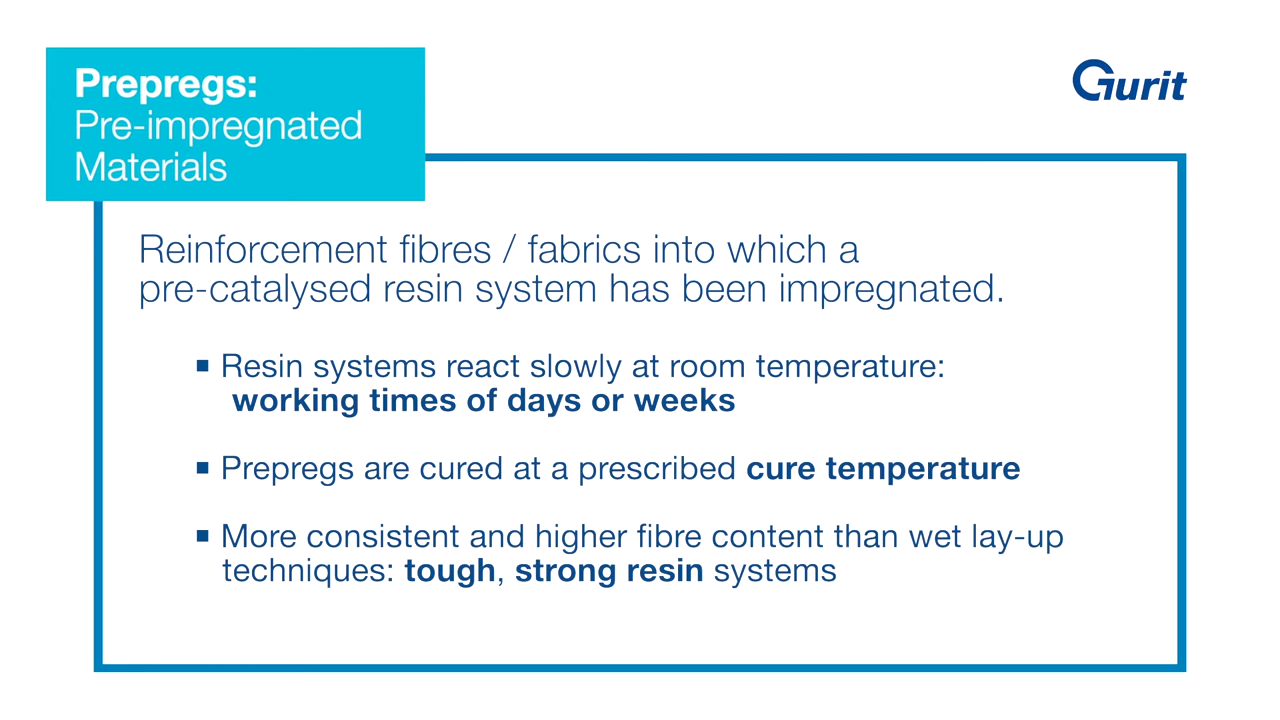 Prepregs:
Pre-impregnated
Materials
Gurit
Reinforcement fibres / fabrics into which a
pre-catalysed resin system has been impregnated.
▪ Resin systems react slowly at room temperature:
working times of days or weeks
▪ Prepregs are cured at a prescribed cure temperature
▪ More consistent and higher fibre content than wet lay-up
techniques: tough, strong resin systems